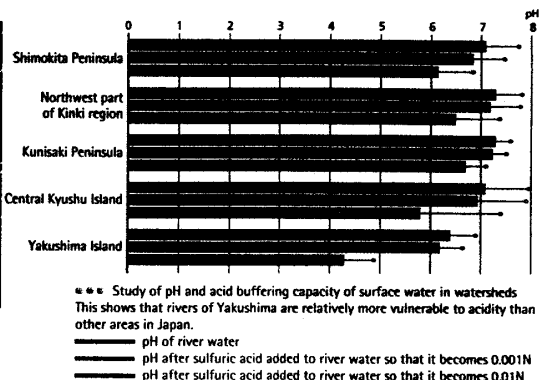 pH
0 1 2 3 4 5 6 7 8
Shimokita Peninsula
Northwest part
of Kinki region
Kunisaki Peninsula
Central Kyushu Island
Yakushima Island
Study of pH and acid buffering capacity of surface water in watersheds
This shows that rivers of Yakushima are relatively more vulnerable to acidity than
other areas in Japan.
pH of river water
pH after sulfuric acid added to river water so that it becomes 0.001N
pH after sulfuric acid added to river water so that it becomes 0.01N